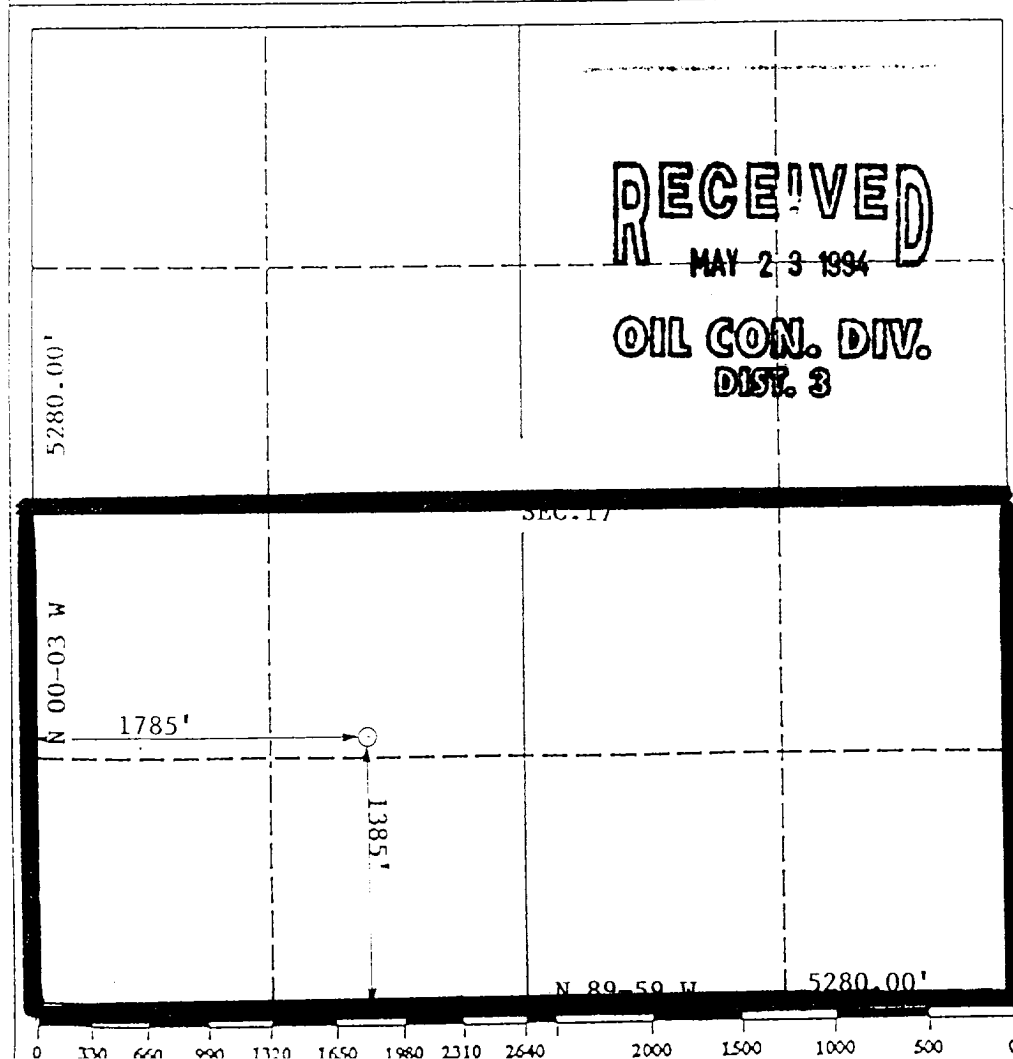 RECEIVED
MAY 23 1994
OIL CON. DIV.
DIST. 3
5280.00'
SEC.17
N 00-03 W
1785'
1385'
N 89-59 W 5280.00'
0 330 660 990 1320 1650 1980 2310 2640 2000 1500 1000 500 0